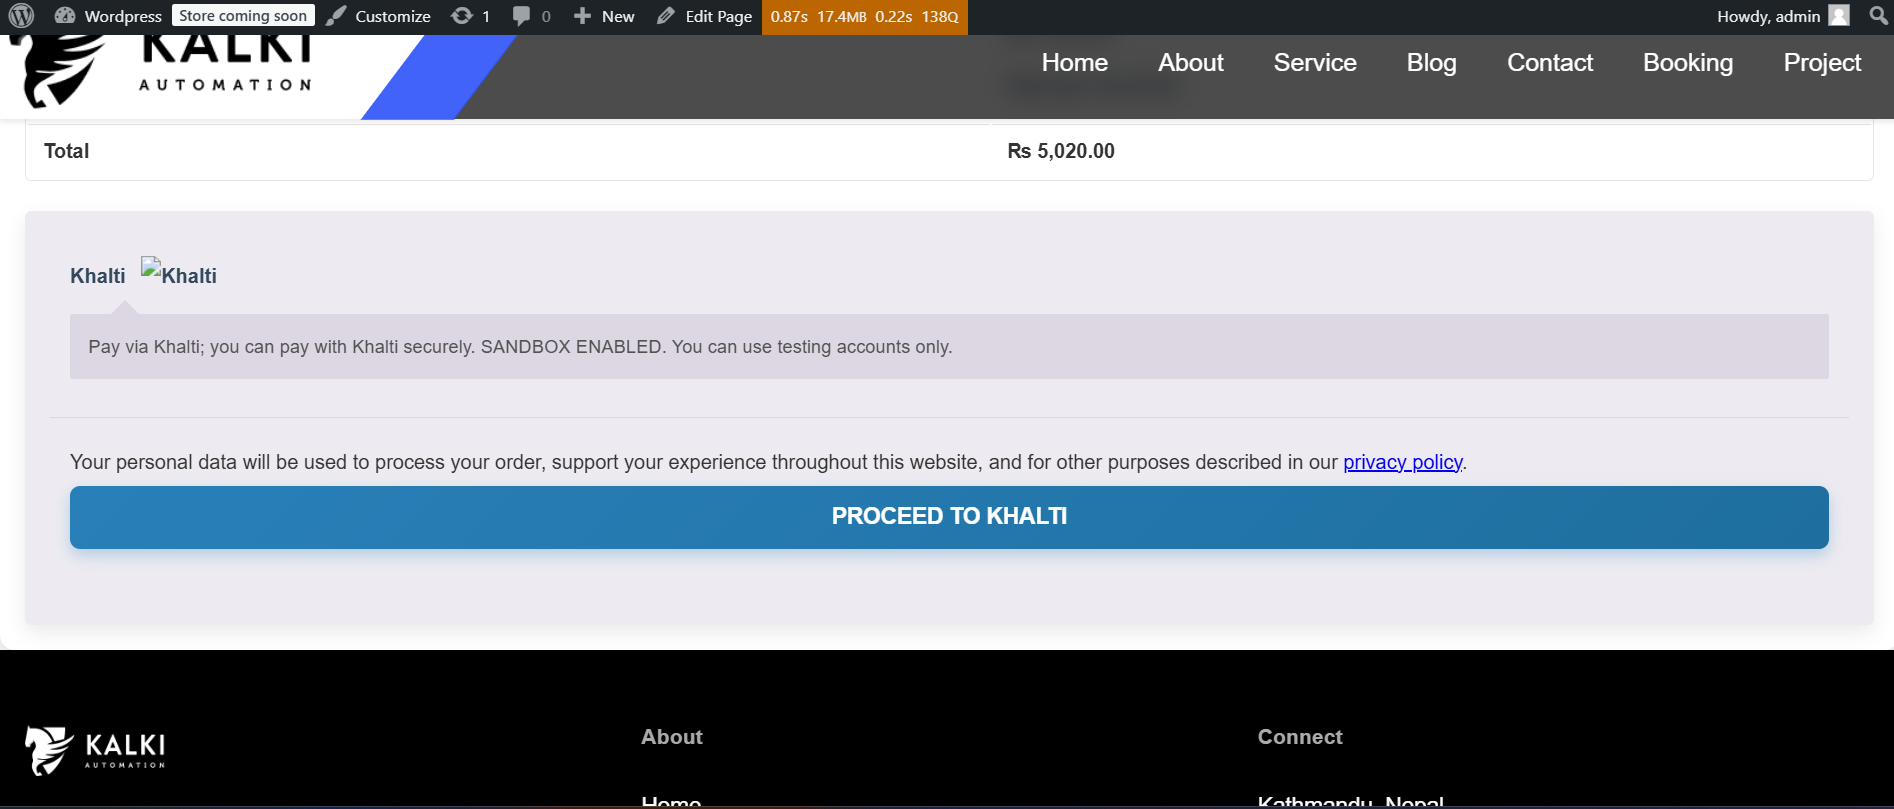 Wordpress Store coming soon Customize 1 0 New Edit Page 0.87s 17.4MB 0.22s 138Q Howdy, admin
KALKI
AUTOMATION
Home About Service Blog Contact Booking Project
Total Rs 5,020.00
Khalti Khalti
Pay via Khalti; you can pay with Khalti securely. SANDBOX ENABLED. You can use testing accounts only.
Your personal data will be used to process your order, support your experience throughout this website, and for other purposes described in our privacy policy.
PROCEED TO KHALTI
KALKI
AUTOMATION
About
Connect
Home
Kathmandu, Nepal